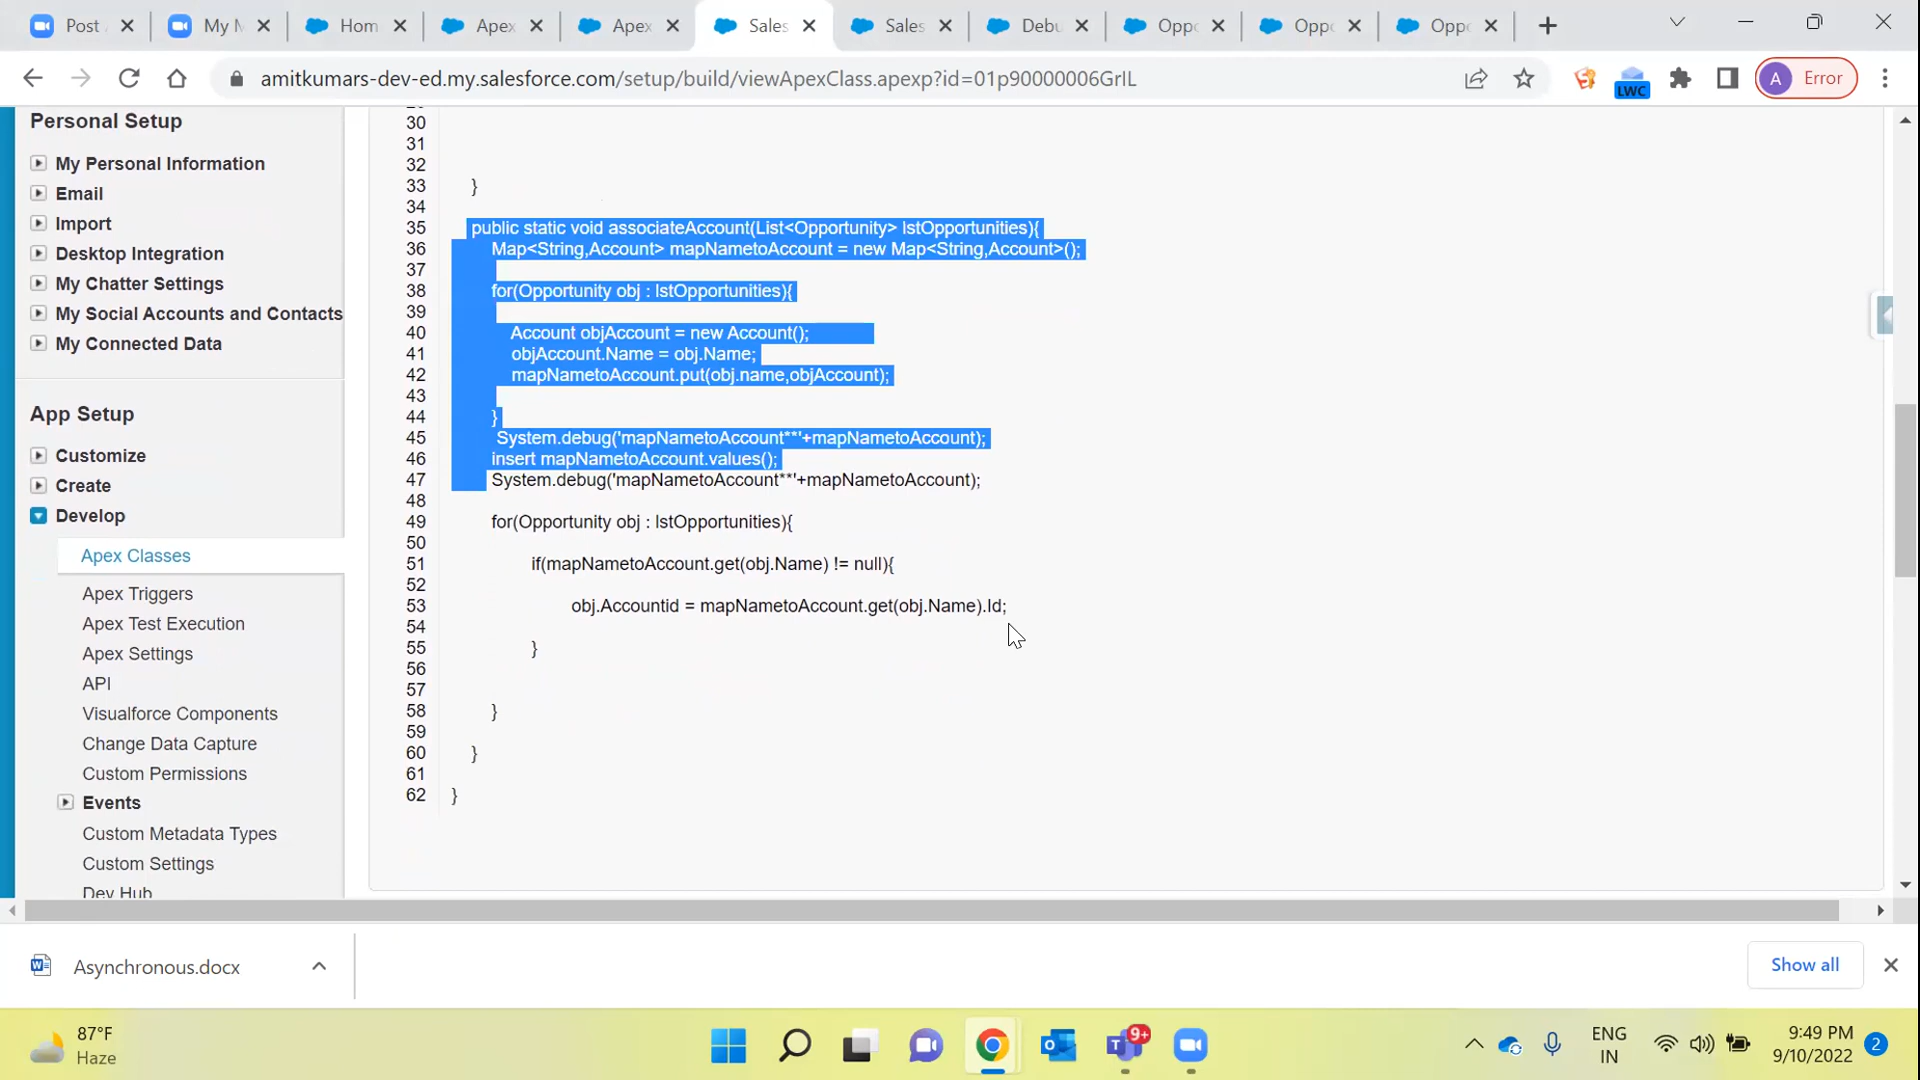 Post
My M
Hom
Apex
Apex
Sales
Sales
Debu
Oppo
Oppo
Oppo
amitkumars-dev-ed.my.salesforce.com/setup/build/viewApexClass.apexp?id=01p90000006GrIL
LWC
A Error
Personal Setup
My Personal Information
Email
Import
Desktop Integration
My Chatter Settings
My Social Accounts and Contacts
My Connected Data
App Setup
Customize
Create
Develop
Apex Classes
Apex Triggers
Apex Test Execution
Apex Settings
API
Visualforce Components
Change Data Capture
Custom Permissions
Events
Custom Metadata Types
Custom Settings
Dev Hub
30
31
32
33 }
34
35 public static void associateAccount(List<Opportunity> lstOpportunities){
36 Map<String,Account> mapNametoAccount = new Map<String,Account>();
37
38 for(Opportunity obj : lstOpportunities){
39
40 Account objAccount = new Account();
41 objAccount.Name = obj.Name;
42 mapNametoAccount.put(obj.name,objAccount);
43
44 }
45 System.debug('mapNametoAccount**'+mapNametoAccount);
46 insert mapNametoAccount.values();
47 System.debug('mapNametoAccount**'+mapNametoAccount);
48
49 for(Opportunity obj : lstOpportunities){
50
51 if(mapNametoAccount.get(obj.Name) != null){
52
53 obj.Accountid = mapNametoAccount.get(obj.Name).Id;
54
55 }
56
57
58 }
59
60 }
61
62 }
Asynchronous.docx
Show all
87°F
Haze
9+
ENG
IN
9:49 PM
9/10/2022
2